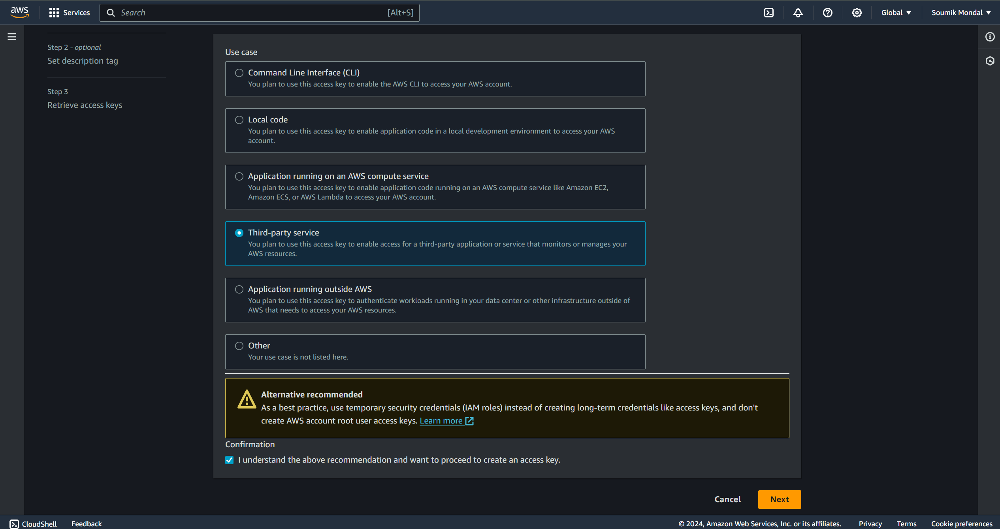 aws
Services
Search
[Alt+S]
Global
Soumik Mondal
Step 2 - optional
Set description tag
Step 3
Retrieve access keys
Use case
Command Line Interface (CLI)
You plan to use this access key to enable the AWS CLI to access your AWS account.
Local code
You plan to use this access key to enable application code in a local development environment to access your AWS
account.
Application running on an AWS compute service
You plan to use this access key to enable application code running on an AWS compute service like Amazon EC2,
Amazon ECS, or AWS Lambda to access your AWS account.
Third-party service
You plan to use this access key to enable access for a third-party application or service that monitors or manages your
AWS resources.
Application running outside AWS
You plan to use this access key to authenticate workloads running in your data center or other infrastructure outside of
AWS that needs to access your AWS resources.
Other
Your use case is not listed here.
Alternative recommended
As a best practice, use temporary security credentials (IAM roles) instead of creating long-term credentials like access keys, and don't
create AWS account root user access keys. Learn more
Confirmation
I understand the above recommendation and want to proceed to create an access key.
Cancel
Next
CloudShell
Feedback
© 2024, Amazon Web Services, Inc. or its affiliates.
Privacy
Terms
Cookie preferences